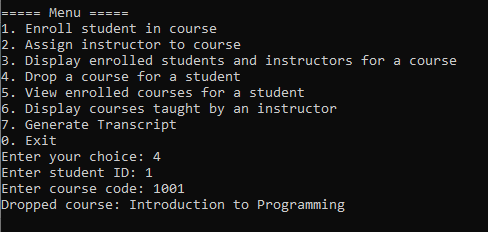 ===== Menu =====
1. Enroll student in course
2. Assign instructor to course
3. Display enrolled students and instructors for a course
4. Drop a course for a student
5. View enrolled courses for a student
6. Display courses taught by an instructor
7. Generate Transcript
0. Exit
Enter your choice: 4
Enter student ID: 1
Enter course code: 1001
Dropped course: Introduction to Programming